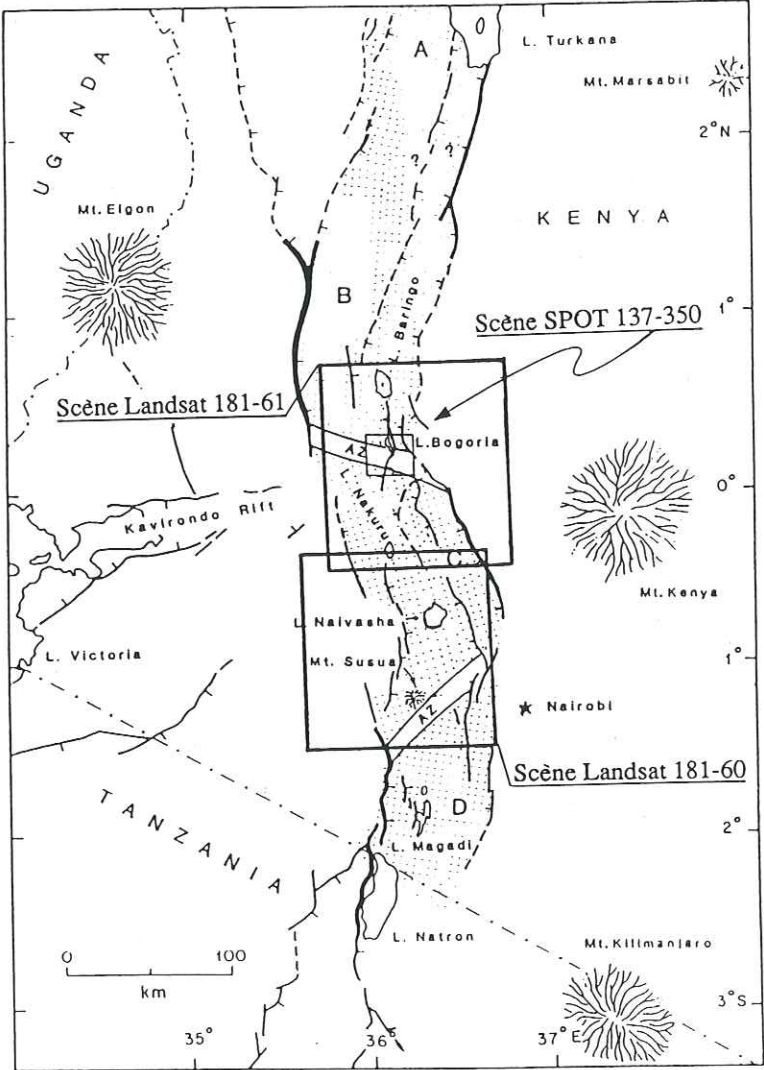 L. Turkana
A
Mt. Marsabit
2°N
UGANDA
? ?
Mt. Elgon
KENYA
B
L. Baringo
1°
Scène SPOT 137-350
Scène Landsat 181-61
L. Bogoria
AZ
0°
L. Nakuru
Kavirondo Rift
C
Mt. Kenya
L. Naivasha
L. Victoria
Mt. Susua
1°
AZ
Nairobi
Scène Landsat 181-60
TANZANIA
D
2°
L. Magadi
0 100
km
L. Natron
Mt. Kilimanjaro
3°S
35° 36° 37°E